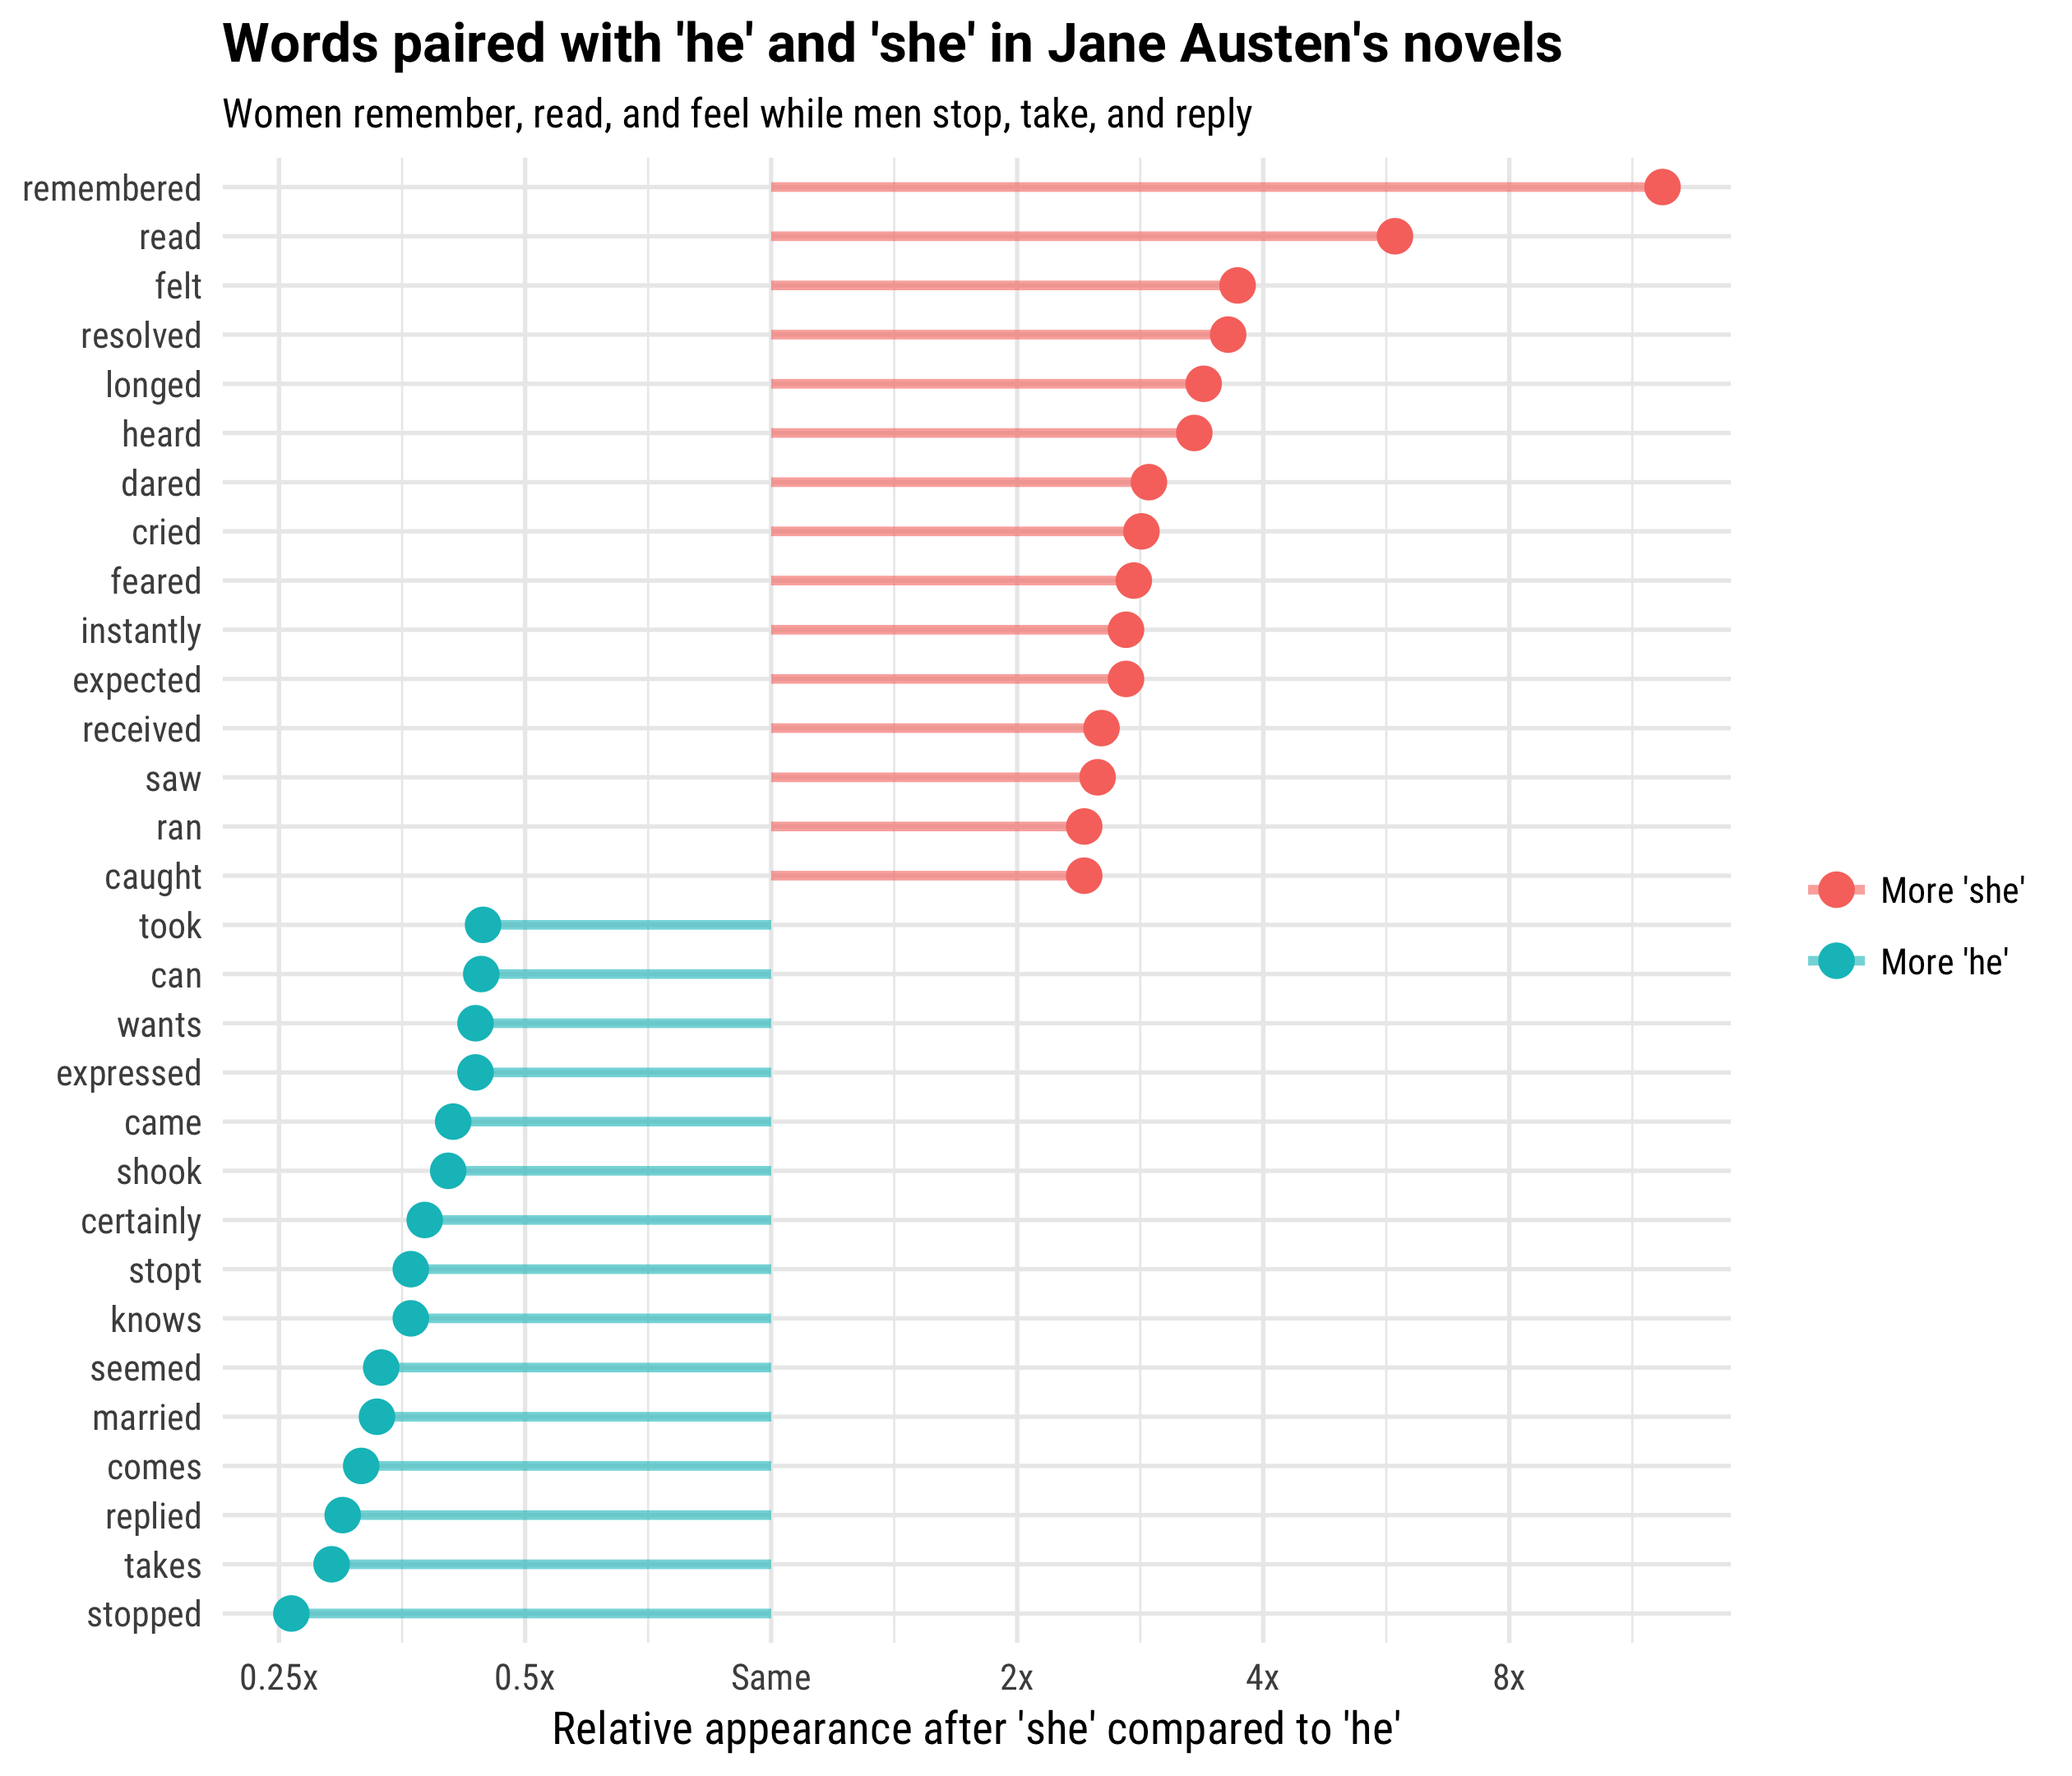 Words paired with 'he' and 'she' in Jane Austen's novels
Women remember, read, and feel while men stop, take, and reply
remembered
read
felt
resolved
longed
heard
dared
cried
feared
instantly
expected
received
saw
ran
caught
took
can
wants
expressed
came
shook
certainly
stopt
knows
seemed
married
comes
replied
takes
stopped
More 'she'
More 'he'
0.25x 0.5x Same 2x 4x 8x
Relative appearance after 'she' compared to 'he'